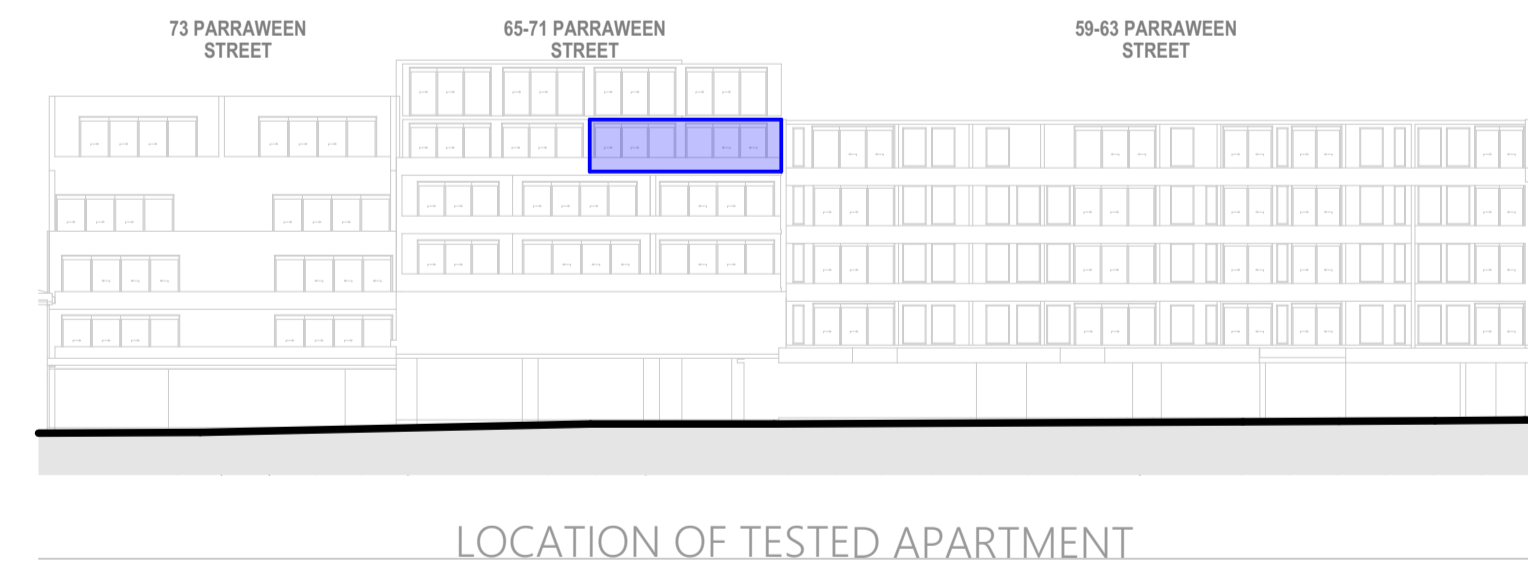 73 PARRAWEEN
STREET
65-71 PARRAWEEN
STREET
59-63 PARRAWEEN
STREET
LOCATION OF TESTED APARTMENT